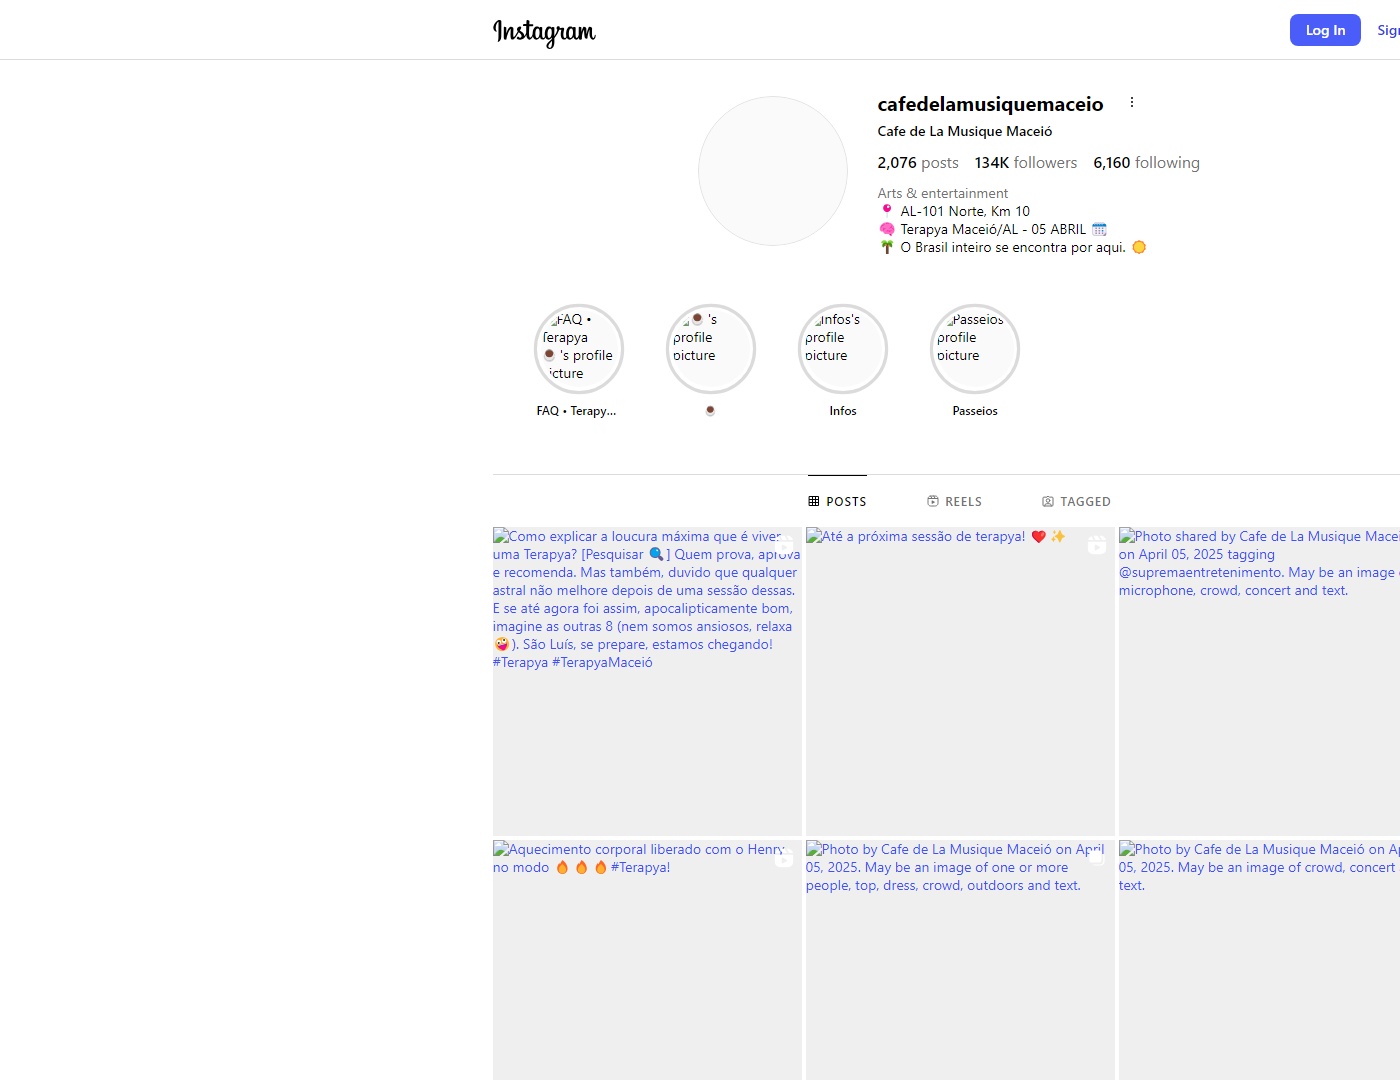 Instagram
Log In
cafedelamusiquemaceio
Cafe de La Musique Maceió
2,076 posts 134K followers 6,160 following
Arts & entertainment
📍 AL-101 Norte, Km 10
🧠 Terapya Maceió/AL - 05 ABRIL 🗓️
🌴 O Brasil inteiro se encontra por aqui. ☀️
FAQ •
Terapya
☕'s profile
picture
☕'s
profile
picture
Infos's
profile
picture
Passeios
profile
picture
FAQ • Terapy...
☕
Infos
Passeios
POSTS
REELS
TAGGED
Como explicar a loucura máxima que é viver
uma Terapya? [Pesquisar 🔍] Quem prova, aprova
e recomenda. Mas também, duvido que qualquer
astral não melhore depois de uma sessão dessas.
E se até agora foi assim, apocalipticamente bom,
imagine as outras 8 (nem somos ansiosos, relaxa
🤪). São Luís, se prepare, estamos chegando!
#Terapya #TerapyaMaceió
Até a próxima sessão de terapya! ❤️✨
Photo shared by Cafe de La Musique
on April 05, 2025 tagging
@supremaentretenimento. May be an image
microphone, crowd, concert and text.
Aquecimento corporal liberado com o Henry
no modo 🔥🔥🔥#Terapya!
Photo by Cafe de La Musique Maceió on April
05, 2025. May be an image of one or more
people, top, dress, crowd, outdoors and text.
Photo by Cafe de La Musique Maceió on
05, 2025. May be an image of crowd, concert
text.